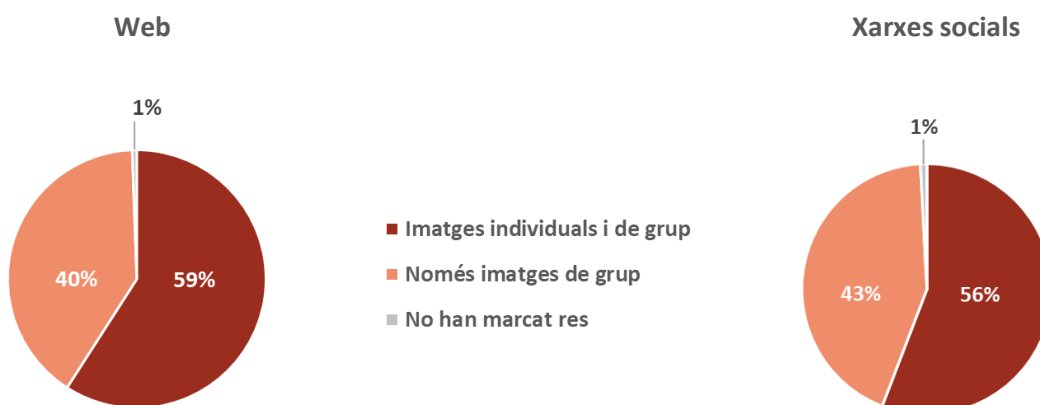 Web
Xarxes socials
1%
1%
40%
59%
43%
56%
Imatges individuals i de grup
Només imatges de grup
No han marcat res